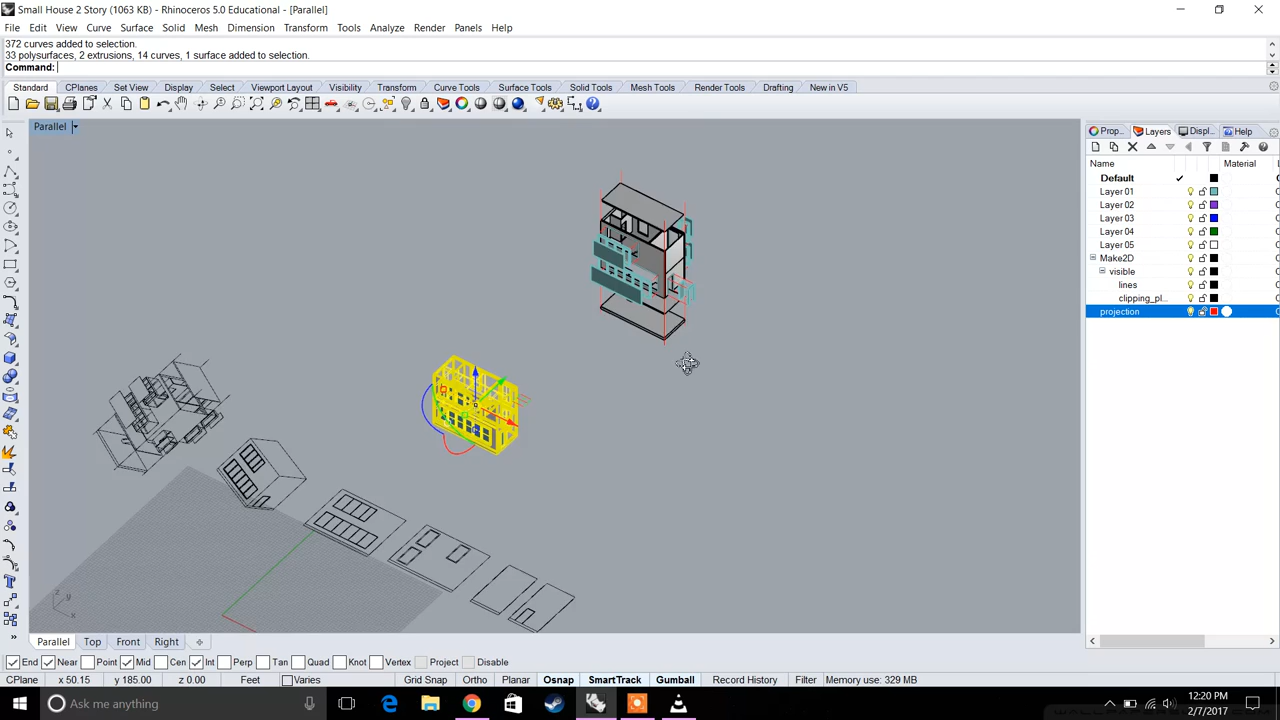 Small House 2 Story (1063 KB) - Rhinoceros 5.0 Educational - [Parallel]
File Edit View Curve Surface Solid Mesh Dimension Transform Tools Analyze Render Panels Help
372 curves added to selection.
33 polysurfaces, 2 extrusions, 14 curves, 1 surface added to selection.
Command:
Standard CPlanes Set View Display Select Viewport Layout Visibility Transform Curve Tools Surface Tools Solid Tools Mesh Tools Render Tools Drafting New in V5
Parallel
Prop... Layers Displ... Help
Name Material L
Default
Layer 01
Layer 02
Layer 03
Layer 04
Layer 05
Make2D
visible
lines
clipping_pl...
projection
z y
x
Parallel Top Front Right
End Near Point Mid Cen Int Perp Tan Quad Knot Vertex Project Disable
CPlane x 50.15 y 185.00 z 0.00 Feet Varies Grid Snap Ortho Planar Osnap SmartTrack Gumball Record History Filter Memory use: 329 MB
Ask me anything
12:20 PM
2/7/2017